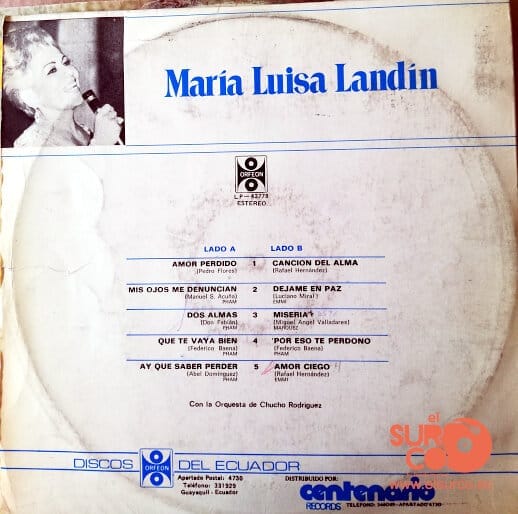 María Luisa Landín
ORFEON
LP-43778
ESTEREO
LADO A LADO B
AMOR PERDIDO 1 CANCION DEL ALMA
(Pedro Flores) (Rafael Hernández)
MIS OJOS ME DENUNCIAN 2 DEJAME EN PAZ
(Manuel S. Acuña) (Luciano Miral)
PHAM EMMI
DOS ALMAS 3 MISERIA
(Don Fabián) (Miguel Angel Valladares)
PHAM
QUE TE VAYA BIEN 4 'POR ESO TE PERDONO
(Federico Baena) (Federico Baena)
PHAM PHAM
AY QUE SABER PERDER 5 AMOR CIEGO
(Abel Domínguez) (Rafael Hernández)
PHAM EMMI
Con la Orquesta de Chucho Rodríguez
el
SURCO
www.elsurco.
DISCOS ORFEON DEL ECUADOR
Apartado Postal: 4730
Teléfono: 331929
Guayaquil - Ecuador
DISTRIBUIDO POR:
centenario
RECORDS